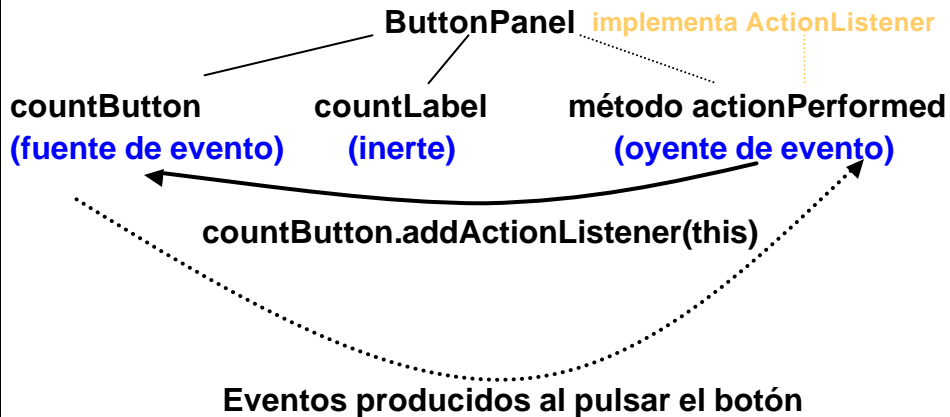 ButtonPanel implementa ActionListener
countButton countLabel método actionPerformed
(fuente de evento) (inerte) (oyente de evento)
countButton.addActionListener(this)
Eventos producidos al pulsar el botón